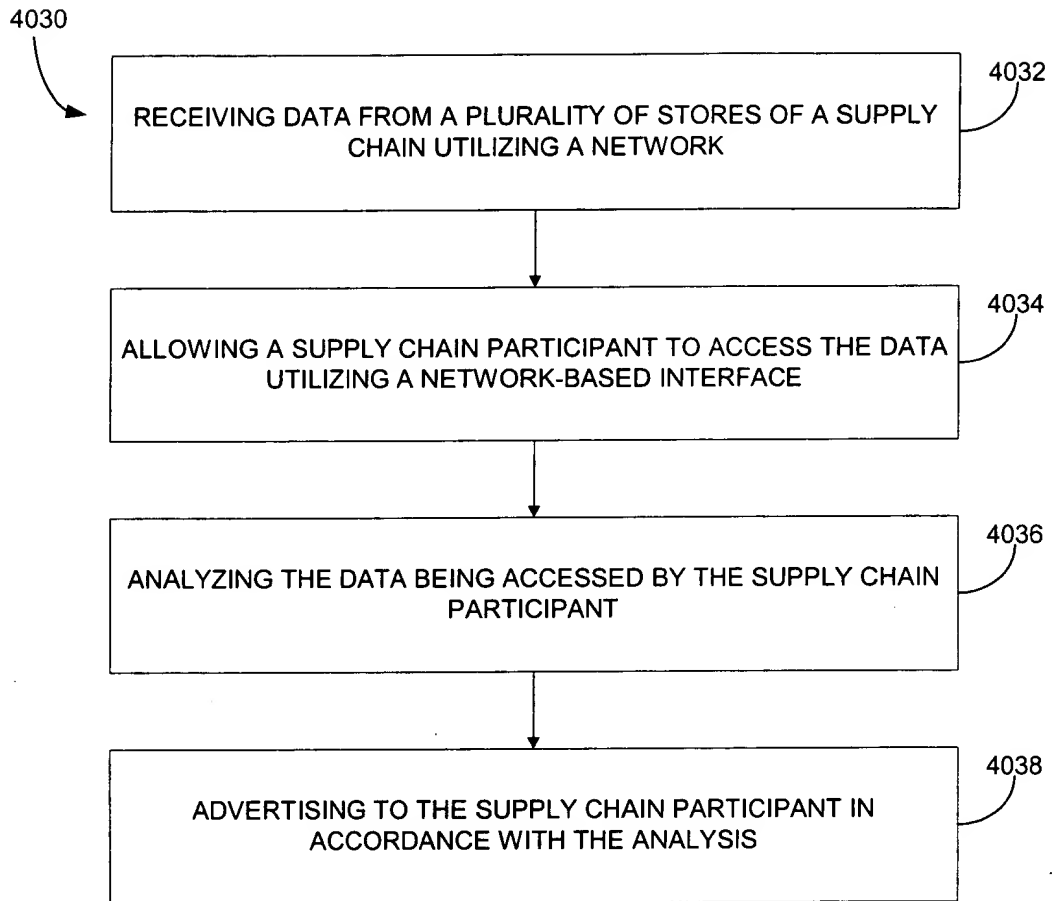 4030
4032
RECEIVING DATA FROM A PLURALITY OF STORES OF A SUPPLY
CHAIN UTILIZING A NETWORK
4034
ALLOWING A SUPPLY CHAIN PARTICIPANT TO ACCESS THE DATA
UTILIZING A NETWORK-BASED INTERFACE
4036
ANALYZING THE DATA BEING ACCESSED BY THE SUPPLY CHAIN
PARTICIPANT
4038
ADVERTISING TO THE SUPPLY CHAIN PARTICIPANT IN
ACCORDANCE WITH THE ANALYSIS